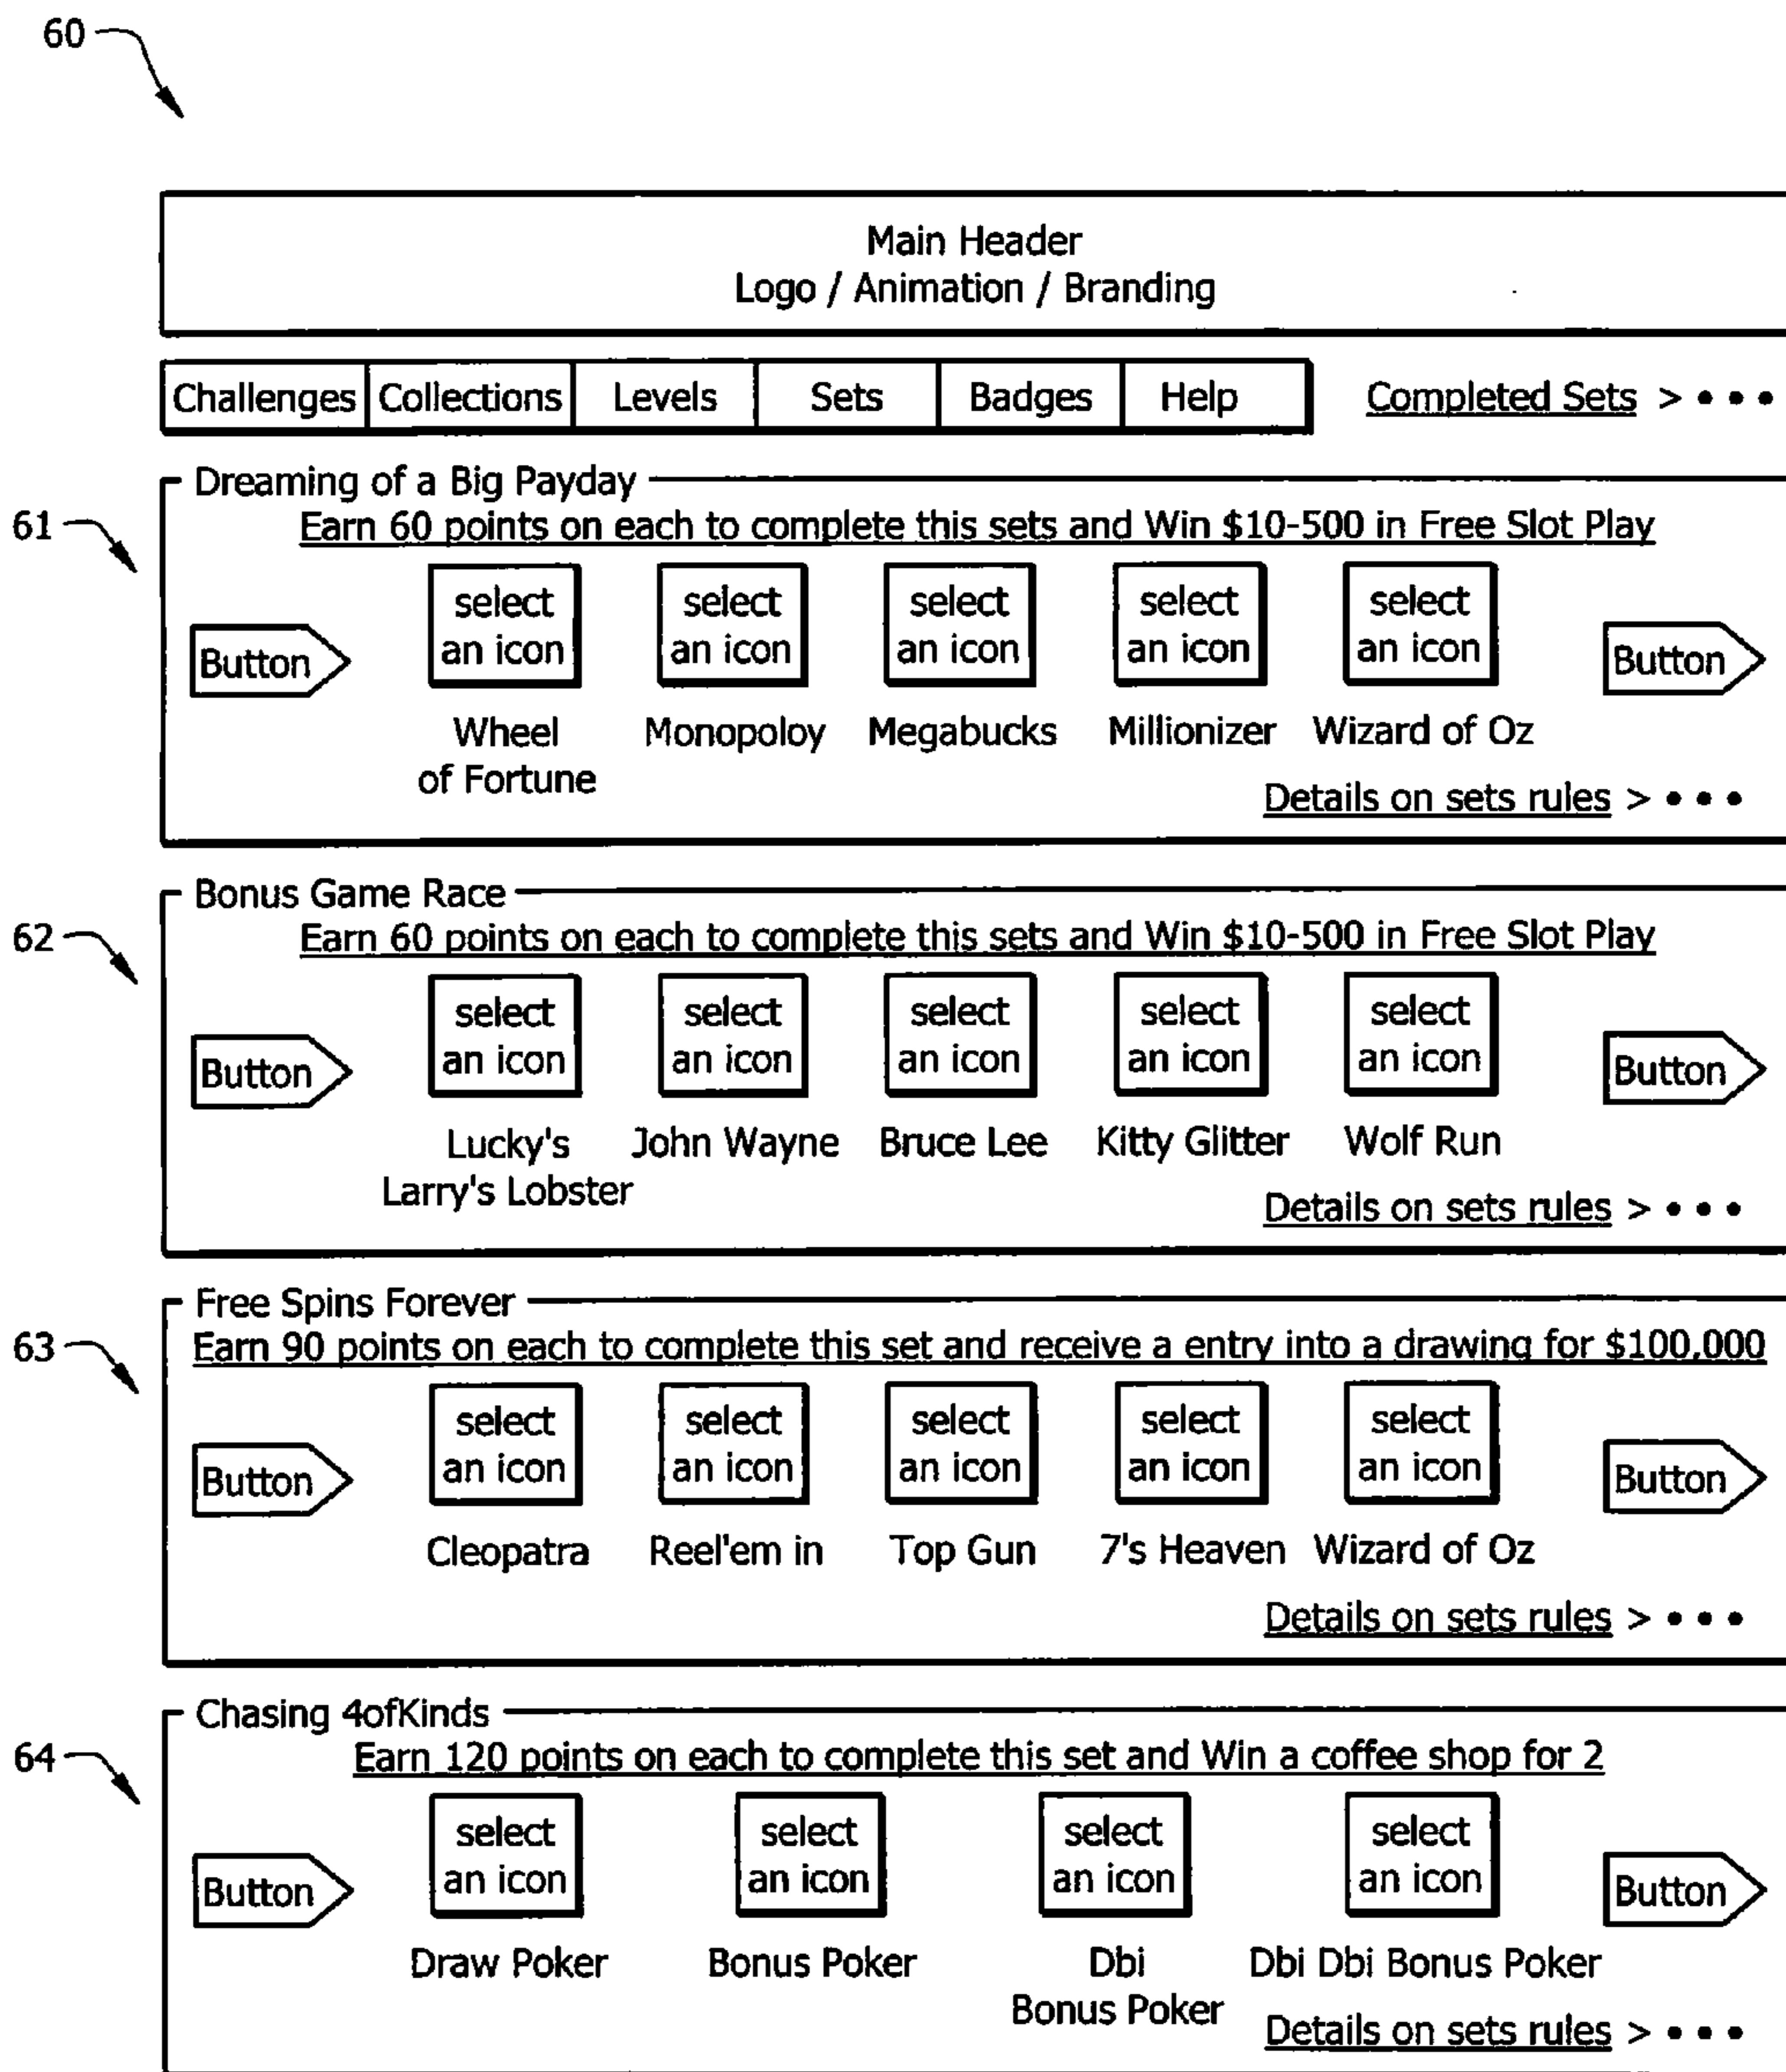 60
Main Header
Logo / Animation / Branding
Challenges Collections Levels Sets Badges Help Completed Sets > • • •
Dreaming of a Big Payday
61
Earn 60 points on each to complete this sets and Win $10-500 in Free Slot Play
select select select select select
an icon an icon an icon an icon an icon
Button Button
Wheel Monopoloy Megabucks Millionizer Wizard of Oz
of Fortune
Details on sets rules > • • •
Bonus Game Race
62
Earn 60 points on each to complete this sets and Win $10-500 in Free Slot Play
select select select select select
an icon an icon an icon an icon an icon
Button Button
Lucky's John Wayne Bruce Lee Kitty Glitter Wolf Run
Larry's Lobster
Details on sets rules > • • •
Free Spins Forever
63
Earn 90 points on each to complete this set and receive a entry into a drawing for $100,000
select select select select select
an icon an icon an icon an icon an icon
Button Button
Cleopatra Reel'em in Top Gun 7's Heaven Wizard of Oz
Details on sets rules > • • •
Chasing 4ofKinds
64
Earn 120 points on each to complete this set and Win a coffee shop for 2
select select select select
an icon an icon an icon an icon
Button Button
Draw Poker Bonus Poker Dbi Dbi Dbi Bonus Poker
Bonus Poker
Details on sets rules > • • •